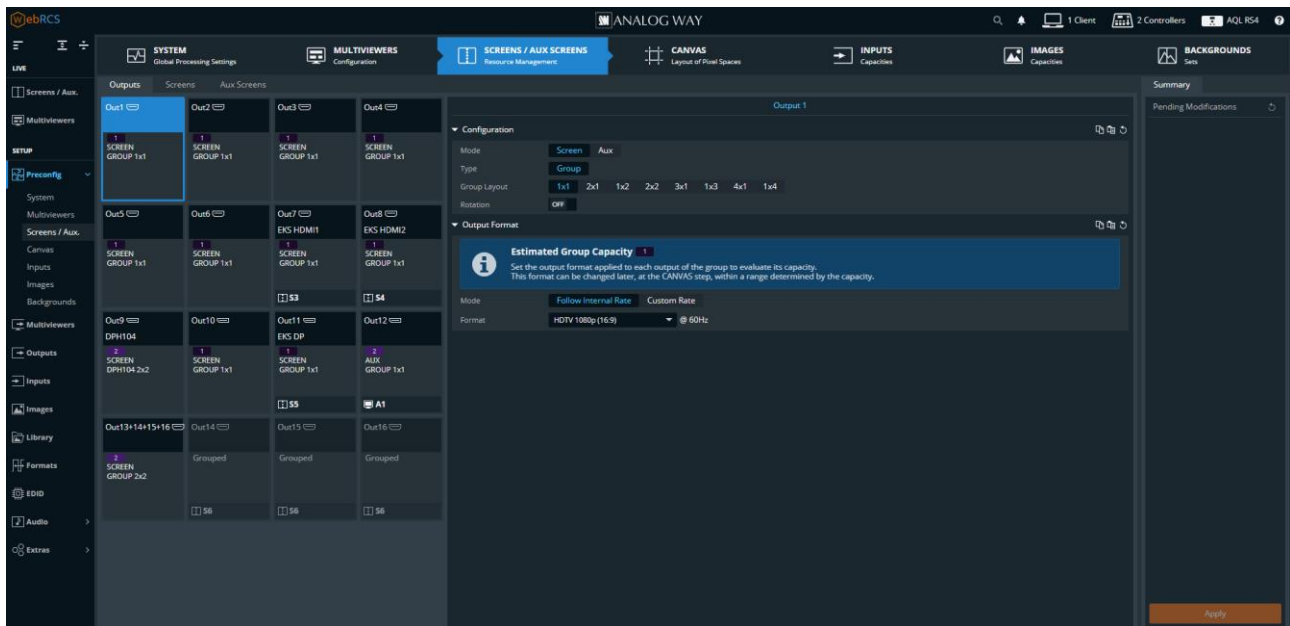 WebRCS
ANALOG WAY
1 Client
2 Controllers
AQL RS4
LIVE
Screens / Aux.
Multiviewers
SETUP
Preconfig
System
Multiviewers
Screens / Aux.
Canvas
Inputs
Images
Backgrounds
Multiviewers
Outputs
Inputs
Images
Library
Formats
EDID
Audio
Extras
SYSTEM
Global Processing Settings
MULTIVIEWERS
Configuration
SCREENS / AUX SCREENS
Resource Management
CANVAS
Layout of Pixel Spaces
INPUTS
Capacities
IMAGES
Capacities
BACKGROUNDS
Sets
Outputs Screens Aux Screens
Out1 Out2 Out3 Out4
1 1 1 1
SCREEN SCREEN SCREEN SCREEN
GROUP 1x1 GROUP 1x1 GROUP 1x1 GROUP 1x1
Out5 Out6 Out7 Out8
EKS HDMI1 EKS HDMI2
1 1 1 1
SCREEN SCREEN SCREEN SCREEN
GROUP 1x1 GROUP 1x1 GROUP 1x1 GROUP 1x1
S3 S4
Out9 Out10 Out11 Out12
DPH104 EKS DP
2 1 1 2
SCREEN SCREEN SCREEN AUX
DPH104 2x2 GROUP 1x1 GROUP 1x1 GROUP 1x1
S5 A1
Out13+14+15+16 Out14 Out15 Out16
2
SCREEN Grouped Grouped Grouped
GROUP 2x2
S6 S6 S6
Output 1
Configuration
Mode Screen Aux
Type Group
Group Layout 1x1 2x1 1x2 2x2 3x1 1x3 4x1 1x4
Rotation OFF
Output Format
Estimated Group Capacity 1
Set the output format applied to each output of the group to evaluate its capacity.
This format can be changed later, at the CANVAS step, within a range determined by the capacity.
Mode Follow Internal Rate Custom Rate
Format HDTV 1080p (16:9) @ 60Hz
Summary
Pending Modifications
Apply